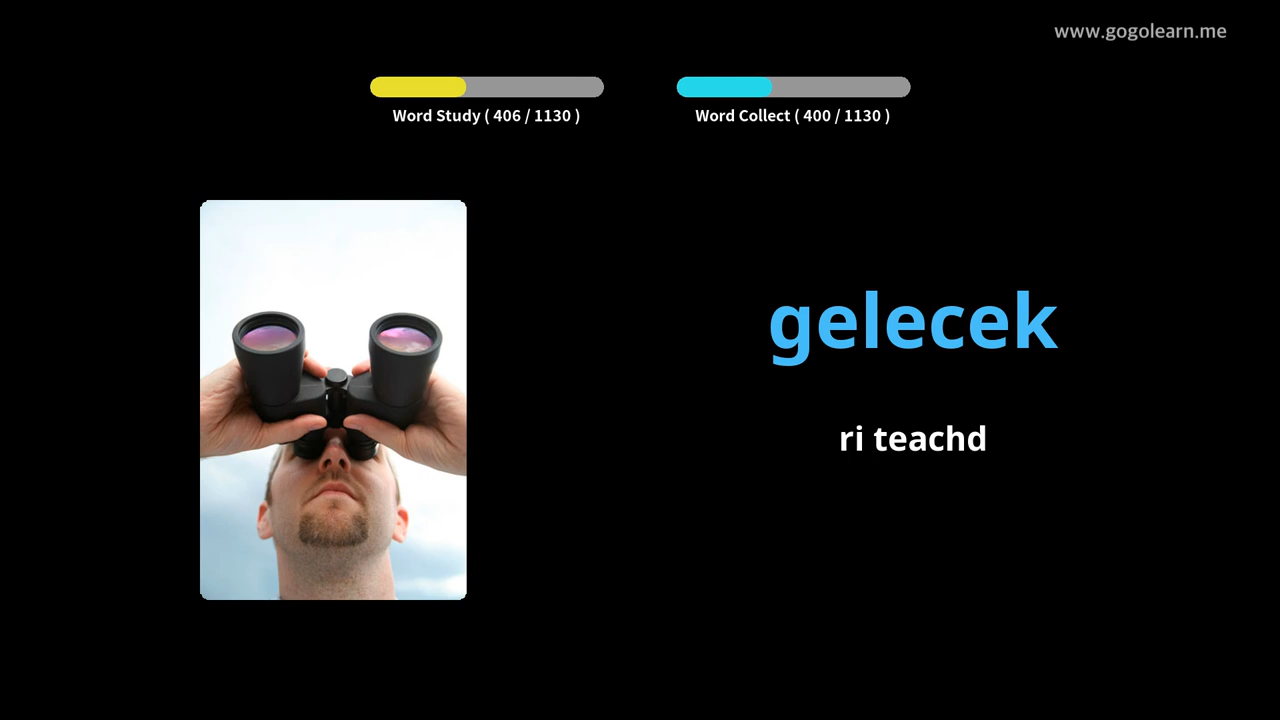 www.gogolearn.me
Word Study ( 406 / 1130 )
Word Collect ( 400 / 1130 )
gelecek
ri teachd